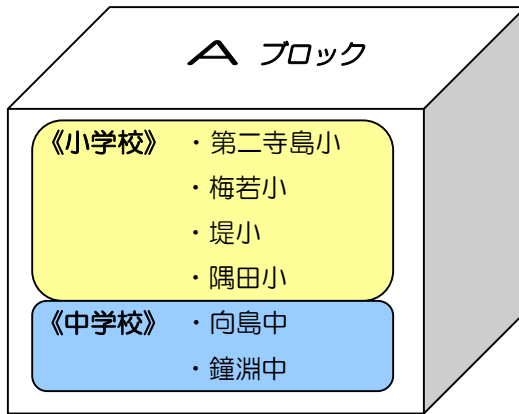 A ブロック
《小学校》 ・第二寺島小
・梅若小
・堤小
・隅田小
《中学校》 ・向島中
・鐘淵中